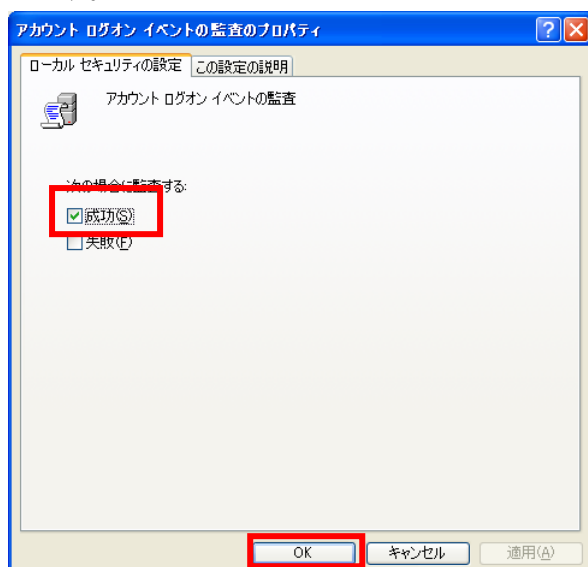 アカウント ログオン イベントの監査のプロパティ
ローカル セキュリティの設定 この設定の説明
アカウント ログオン イベントの監査
次の場合に監査する:
成功(S)
失敗(F)
OK キャンセル 適用(A)